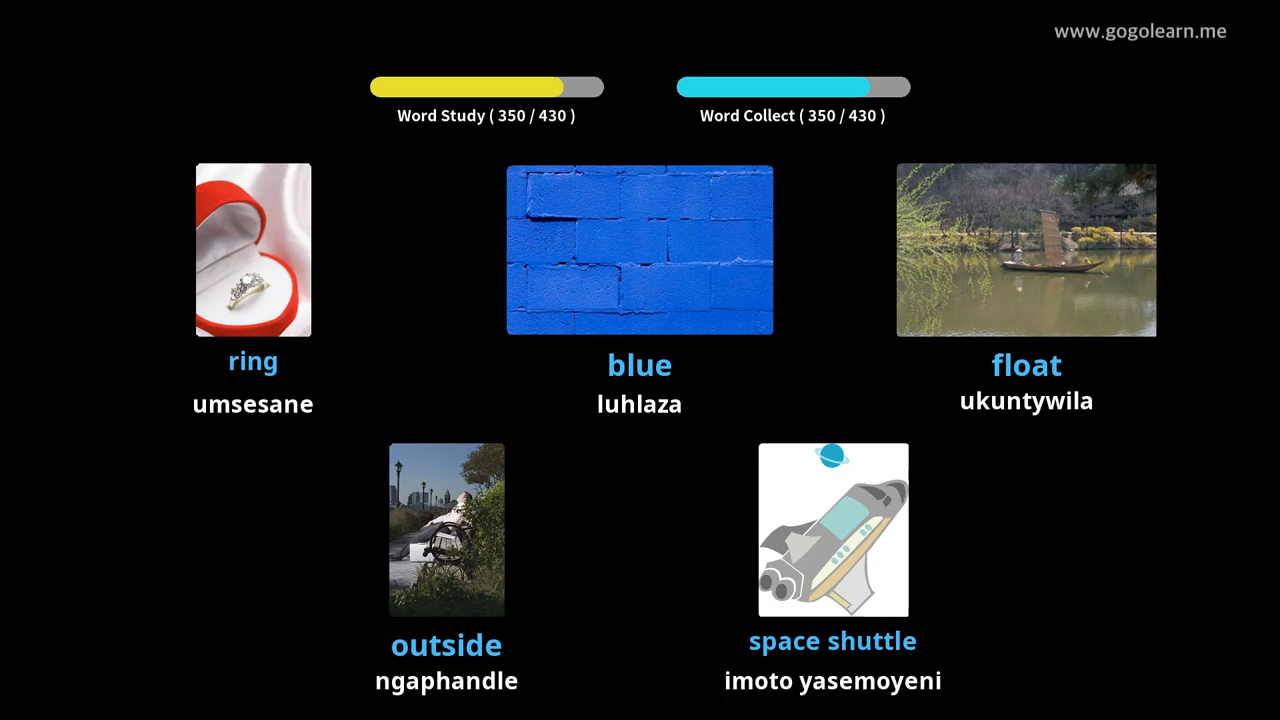 www.gogolearn.me
Word Study ( 350 / 430 )
Word Collect ( 350 / 430 )
ring
umsesane
blue
luhlaza
float
ukuntywila
outside
ngaphandle
space shuttle
imoto yasemoyeni